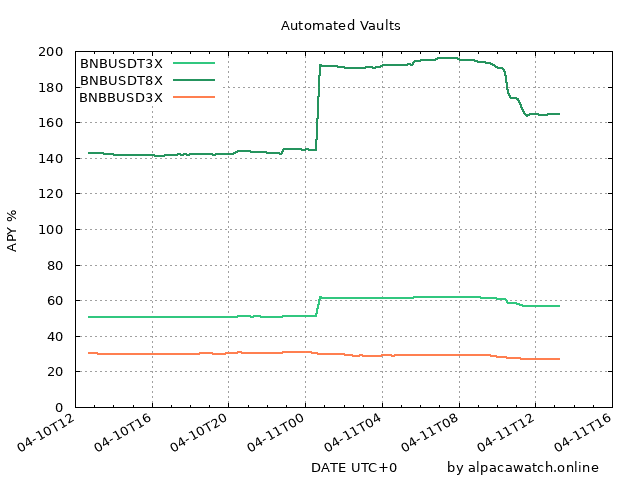 Automated Vaults
BNBUSDT3X
BNBUSDT8X
BNBBUSD3X
APY %
200
180
160
140
120
100
80
60
40
20
0
04-10T12
04-10T16
04-10T20
04-11T00
04-11T04
04-11T08
04-11T12
04-11T16
DATE UTC+0
by alpacawatch.online